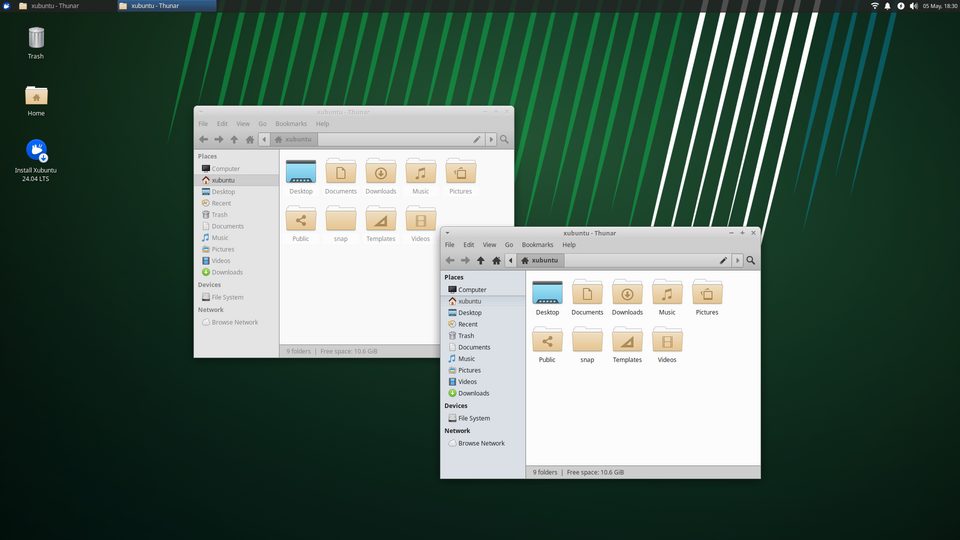 xubuntu - Thunar
xubuntu - Thunar
05 May, 18:30
Trash
Home
Install Xubuntu
24.04 LTS
xubuntu - Thunar
File Edit View Go Bookmarks Help
xubuntu
Places
Computer
xubuntu
Desktop
Recent
Trash
Documents
Music
Pictures
Videos
Downloads
Devices
File System
Network
Browse Network
Desktop Documents Downloads Music Pictures
Public snap Templates Videos
9 folders | Free space: 10.6 GiB
xubuntu - Thunar
File Edit View Go Bookmarks Help
xubuntu
Places
Computer
xubuntu
Desktop
Recent
Trash
Documents
Music
Pictures
Videos
Downloads
Devices
File System
Network
Browse Network
Desktop Documents Downloads Music Pictures
Public snap Templates Videos
9 folders | Free space: 10.6 GiB